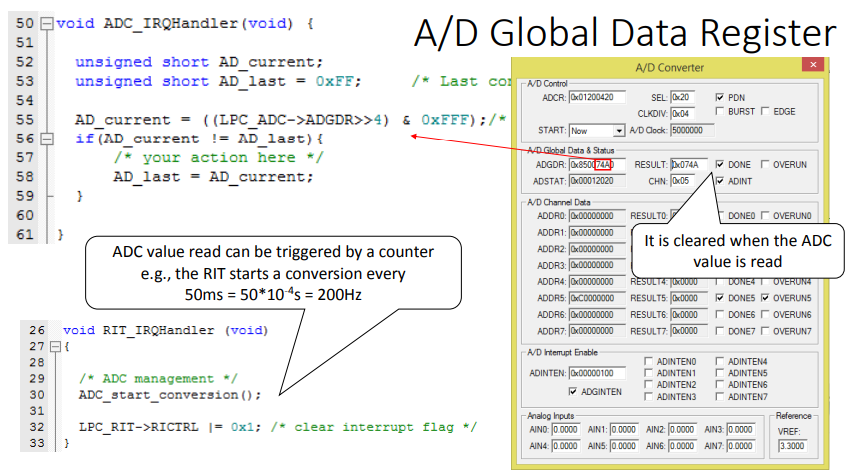 A/D Global Data Register
50 void ADC_IRQHandler(void) {
51
52 unsigned short AD_current;
53 unsigned short AD_last = 0xFF; /* Last con
54
55 AD_current = ((LPC_ADC->ADGDR>>4) & 0xFFF);/*
56 if(AD_current != AD_last){
57 /* your action here */
58 AD_last = AD_current;
59 }
60
61 }
ADC value read can be triggered by a counter
e.g., the RIT starts a conversion every
50ms = 50*10-4s = 200Hz
26 void RIT_IRQHandler (void)
27 {
28
29 /* ADC management */
30 ADC_start_conversion();
31
32 LPC_RIT->RICTRL |= 0x1; /* clear interrupt flag */
33 }
A/D Converter
A/D Control
ADCR: 0x01200420 SEL: 0x20 PDN
CLKDIV: 0x04 BURST EDGE
START: Now A/D Clock: 5000000
A/D Global Data & Status
ADGDR: 0x850074A0 RESULT: 0x074A DONE OVERUN
ADSTAT: 0x00012020 CHN: 0x05 ADINT
A/D Channel Data
ADDR0: 0x00000000 RESULT0: DONE0 OVERUN0
ADDR1: 0x00000000
ADDR2: 0x00000000
ADDR3: 0x00000000
It is cleared when the ADC
value is read
ADDR4: 0x00000000 RESULT4: 0x0000 DONE4 OVERUN4
ADDR5: 0xC0000000 RESULT5: 0x0000 DONE5 OVERUN5
ADDR6: 0x00000000 RESULT6: 0x0000 DONE6 OVERUN6
ADDR7: 0x00000000 RESULT7: 0x0000 DONE7 OVERUN7
A/D Interrupt Enable
ADINTEN: 0x00000100
ADGINTEN
ADINTEN0 ADINTEN4
ADINTEN1 ADINTEN5
ADINTEN2 ADINTEN6
ADINTEN3 ADINTEN7
Analog Inputs
AIN0: 0.0000 AIN1: 0.0000 AIN2: 0.0000 AIN3: 0.0000
AIN4: 0.0000 AIN5: 0.0000 AIN6: 0.0000 AIN7: 0.0000
Reference
VREF:
3.3000